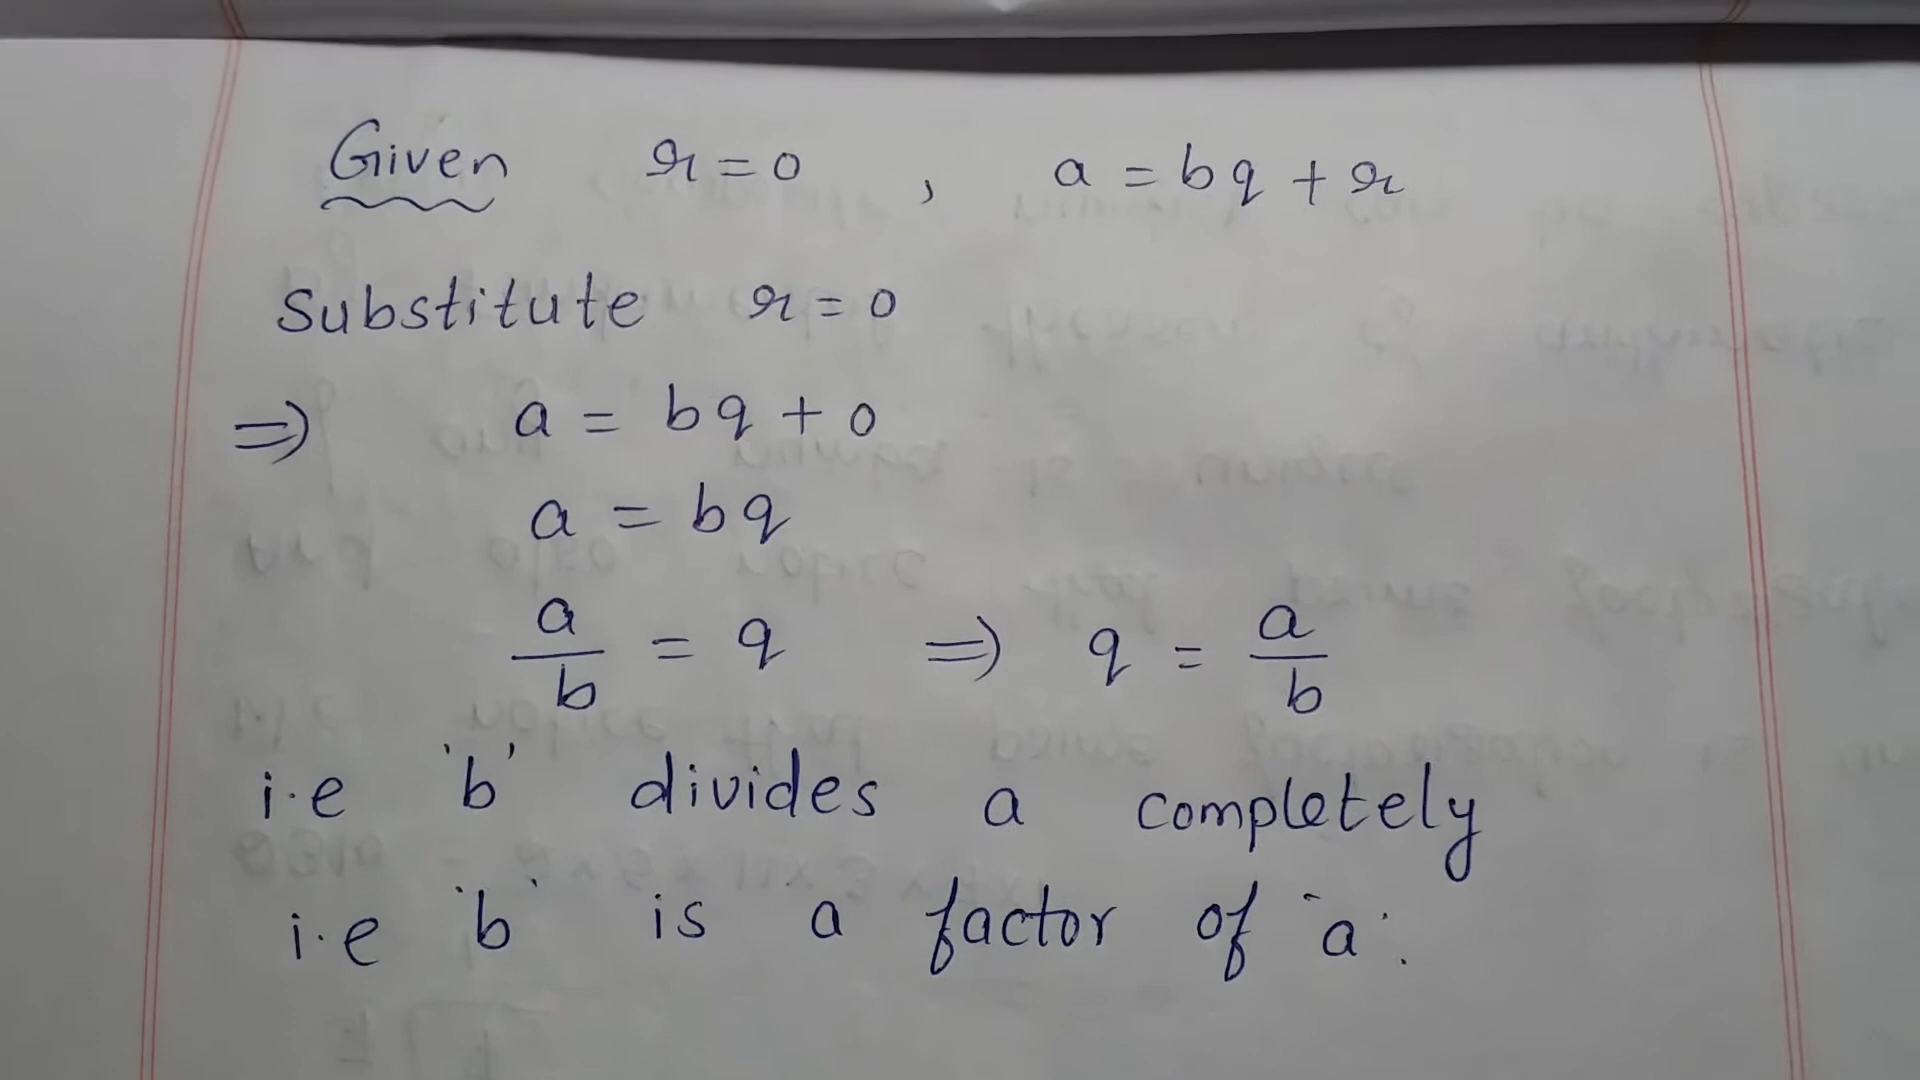 Given r=0 , a = bq + r
Substitute r=0
=> a = bq + 0
a = bq
a/b = q => q = a/b
i.e 'b' divides a completely
i.e 'b' is a factor of 'a'.